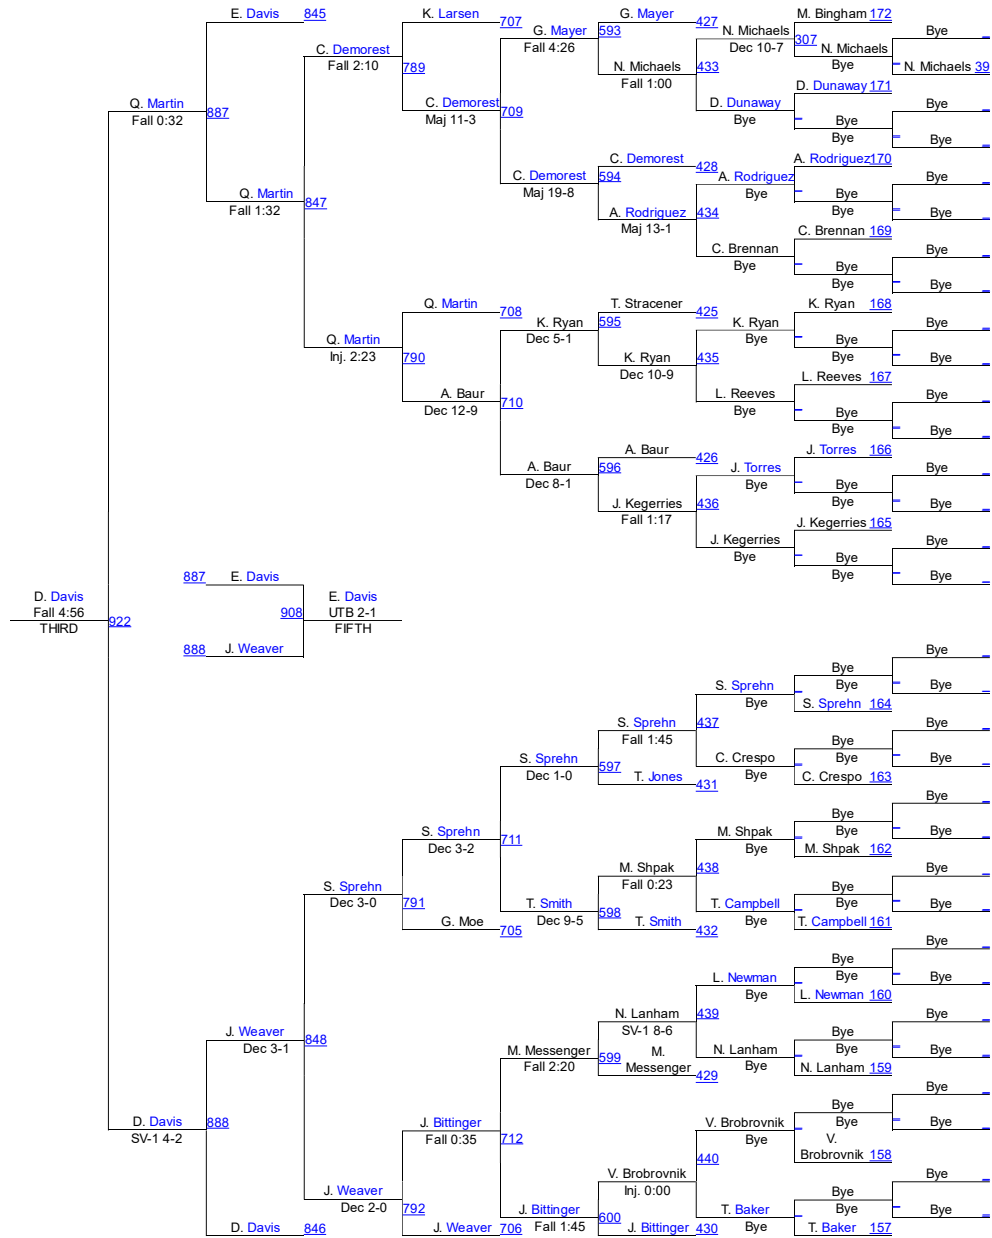 E. Davis 845 K. Larsen 707 G. Mayer 427 M. Bingham 172
G. Mayer 593 N. Michaels 307 Bye
C. Demorest Fall 4:26 Dec 10-7 N. Michaels
Fall 2:10 789 N. Michaels 433 Bye N. Michaels 39
Fall 1:00
Q. Martin C. Demorest 709 D. Dunaway D. Dunaway 171
Fall 0:32 887 Maj 11-3 Bye Bye Bye
Bye Bye
C. Demorest 428 A. Rodriguez 170
C. Demorest 594 A. Rodriguez Bye
Q. Martin Maj 19-8 Bye Bye
Fall 1:32 847 A. Rodriguez 434 Bye Bye
Maj 13-1 C. Brennan 169
C. Brennan Bye
Bye Bye
Bye Bye
Q. Martin 708 T. Stracener 425 K. Ryan 168
K. Ryan 595 K. Ryan Bye
Q. Martin Dec 5-1 Bye Bye
Inj. 2:23 790 K. Ryan 435 Bye Bye
Dec 10-9 L. Reeves 167
A. Baur 710 L. Reeves Bye
Dec 12-9 Bye Bye
Bye Bye
A. Baur 426 J. Torres 166
A. Baur 596 J. Torres Bye
Dec 8-1 Bye Bye
J. Kegerries 436 Bye Bye
Fall 1:17 J. Kegerries 165
J. Kegerries Bye
Bye Bye
Bye Bye
887 E. Davis
D. Davis E. Davis
Fall 4:56 922 908 UTB 2-1
THIRD FIFTH
888 J. Weaver
Bye
Bye
S. Sprehn Bye Bye
Bye S. Sprehn 164
S. Sprehn 437 Bye
Fall 1:45 Bye
S. Sprehn C. Crespo Bye Bye
Dec 1-0 597 T. Jones 431 Bye C. Crespo 163
Bye
Bye
S. Sprehn 711 M. Shpak Bye Bye
Dec 3-2 Bye M. Shpak 162
M. Shpak 438 Bye
Fall 0:23 Bye
S. Sprehn 791 T. Smith 598 T. Campbell Bye Bye
Dec 3-0 G. Moe 705 Dec 9-5 T. Smith 432 Bye T. Campbell 161
Bye
Bye
L. Newman Bye Bye
Bye L. Newman 160
N. Lanham 439 Bye
SV-1 8-6 Bye
J. Weaver 848 M. Messenger 599 M. N. Lanham Bye Bye
Dec 3-1 Fall 2:20 Messenger 429 Bye N. Lanham 159
Bye
Bye
D. Davis 888 J. Bittinger 712 V. Brobrovnik Bye Bye
SV-1 4-2 Fall 0:35 Bye V.
440 Brobrovnik 158
V. Brobrovnik Bye
Inj. 0:00 Bye
J. Weaver 792 J. Bittinger 600 T. Baker Bye Bye
Dec 2-0 Fall 1:45 Bye
D. Davis 846 J. Weaver 706 J. Bittinger 430 T. Baker 157